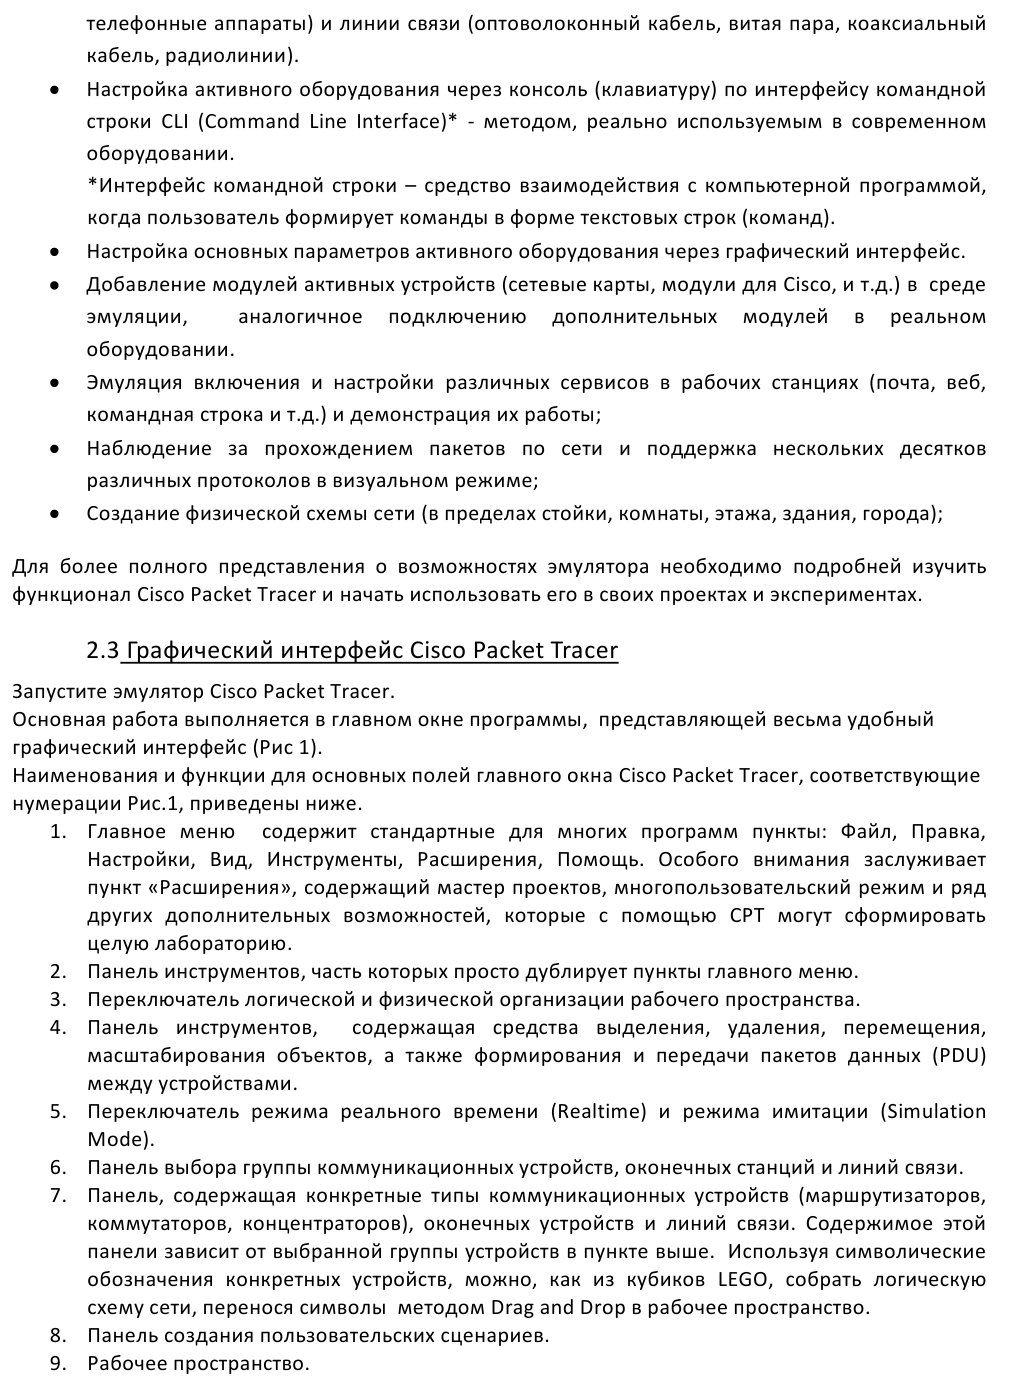 телефонные аппараты) и линии связи (оптоволоконный кабель, витая пара, коаксиальный
кабель, радиолинии).
● Настройка активного оборудования через консоль (клавиатуру) по интерфейсу командной
строки CLI (Command Line Interface)* - методом, реально используемым в современном
оборудовании.
*Интерфейс командной строки – средство взаимодействия с компьютерной программой,
когда пользователь формирует команды в форме текстовых строк (команд).
● Настройка основных параметров активного оборудования через графический интерфейс.
● Добавление модулей активных устройств (сетевые карты, модули для Cisco, и т.д.) в среде
эмуляции, аналогичное подключению дополнительных модулей в реальном
оборудовании.
● Эмуляция включения и настройки различных сервисов в рабочих станциях (почта, веб,
командная строка и т.д.) и демонстрация их работы;
● Наблюдение за прохождением пакетов по сети и поддержка нескольких десятков
различных протоколов в визуальном режиме;
● Создание физической схемы сети (в пределах стойки, комнаты, этажа, здания, города);
Для более полного представления о возможностях эмулятора необходимо подробней изучить
функционал Cisco Packet Tracer и начать использовать его в своих проектах и экспериментах.
2.3 Графический интерфейс Cisco Packet Tracer
Запустите эмулятор Cisco Packet Tracer.
Основная работа выполняется в главном окне программы, представляющей весьма удобный
графический интерфейс (Рис 1).
Наименования и функции для основных полей главного окна Cisco Packet Tracer, соответствующие
нумерации Рис.1, приведены ниже.
1. Главное меню содержит стандартные для многих программ пункты: Файл, Правка,
Настройки, Вид, Инструменты, Расширения, Помощь. Особого внимания заслуживает
пункт «Расширения», содержащий мастер проектов, многопользовательский режим и ряд
других дополнительных возможностей, которые с помощью CPT могут сформировать
целую лабораторию.
2. Панель инструментов, часть которых просто дублирует пункты главного меню.
3. Переключатель логической и физической организации рабочего пространства.
4. Панель инструментов, содержащая средства выделения, удаления, перемещения,
масштабирования объектов, а также формирования и передачи пакетов данных (PDU)
между устройствами.
5. Переключатель режима реального времени (Realtime) и режима имитации (Simulation
Mode).
6. Панель выбора группы коммуникационных устройств, оконечных станций и линий связи.
7. Панель, содержащая конкретные типы коммуникационных устройств (маршрутизаторов,
коммутаторов, концентраторов), оконечных устройств и линий связи. Содержимое этой
панели зависит от выбранной группы устройств в пункте выше. Используя символические
обозначения конкретных устройств, можно, как из кубиков LEGO, собрать логическую
схему сети, перенося символы методом Drag and Drop в рабочее пространство.
8. Панель создания пользовательских сценариев.
9. Рабочее пространство.